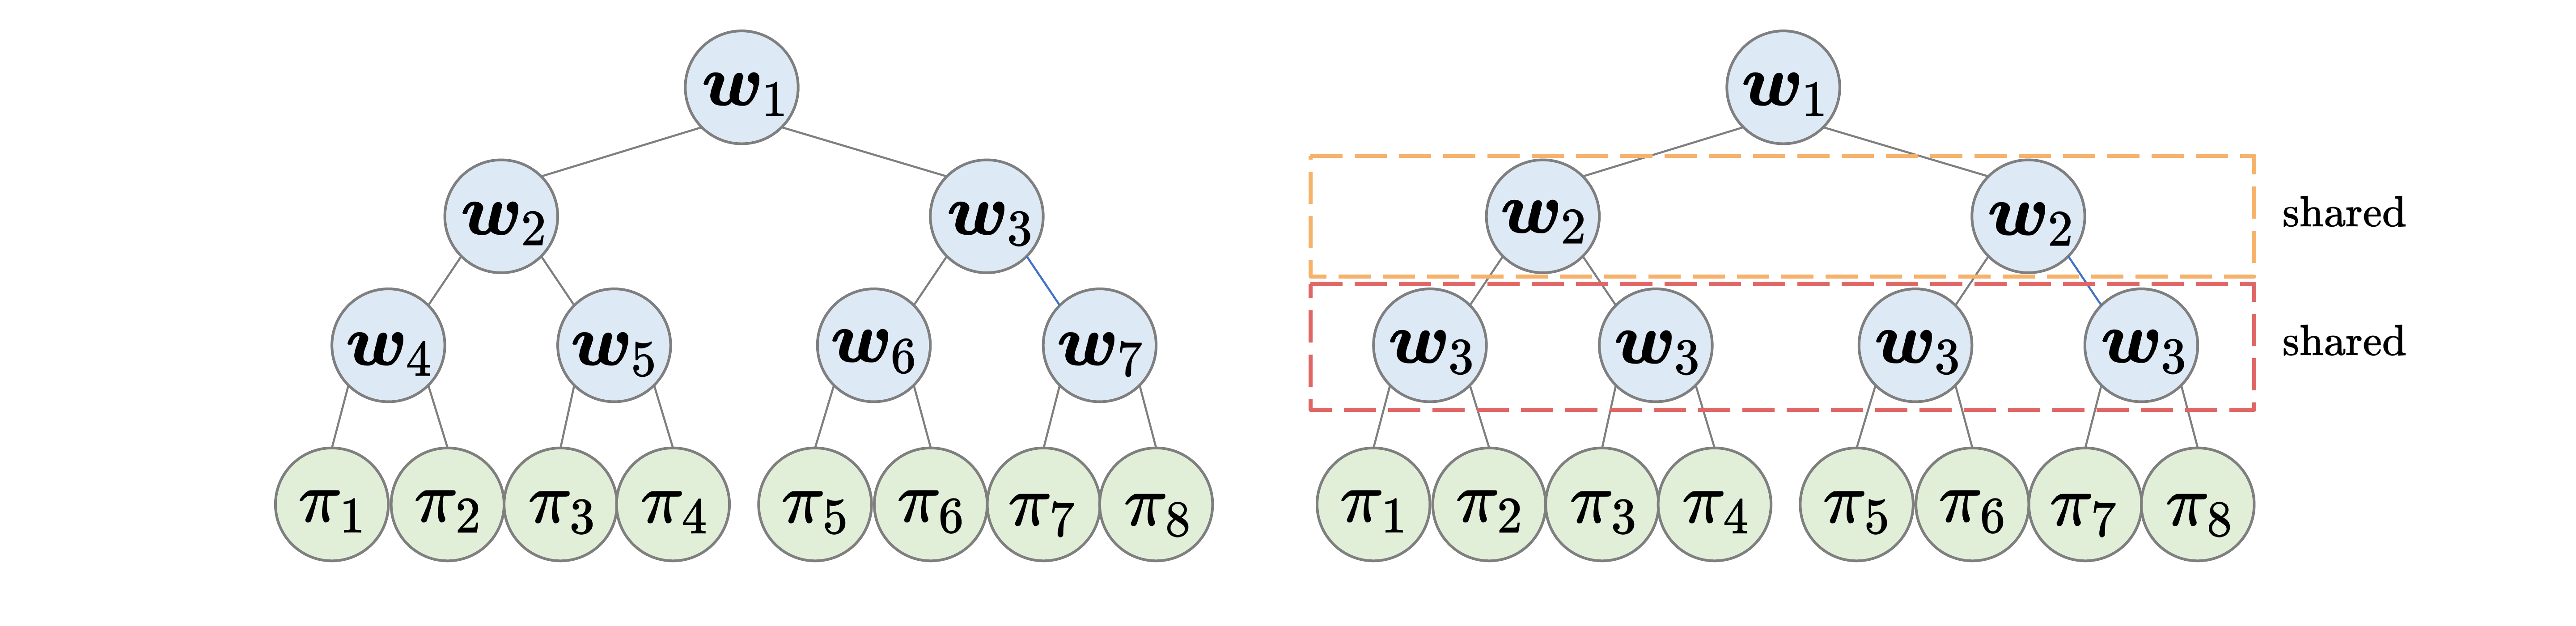 w₁ w₁
w₂ w₃ w₂ w₂ shared
w₄ w₅ w₆ w₇ w₃ w₃ w₃ w₃ shared
π₁ π₂ π₃ π₄ π₅ π₆ π₇ π₈ π₁ π₂ π₃ π₄ π₅ π₆ π₇ π₈